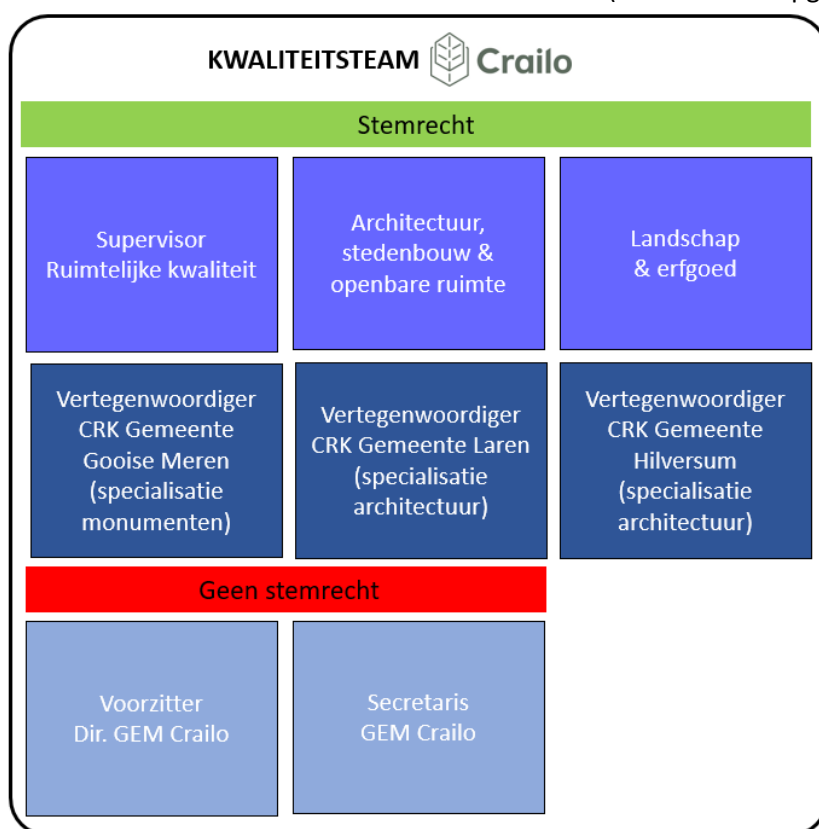 KWALITEITSTEAM Crailo
Stemrecht
Supervisor
Ruimtelijke kwaliteit
Architectuur,
stedenbouw &
openbare ruimte
Landschap
& erfgoed
Vertegenwoordiger
CRK Gemeente
Gooise Meren
(specialisatie
monumenten)
Vertegenwoordiger
CRK Gemeente Laren
(specialisatie
architectuur)
Vertegenwoordiger
CRK Gemeente
Hilversum
(specialisatie
architectuur)
Geen stemrecht
Voorzitter
Dir. GEM Crailo
Secretaris
GEM Crailo